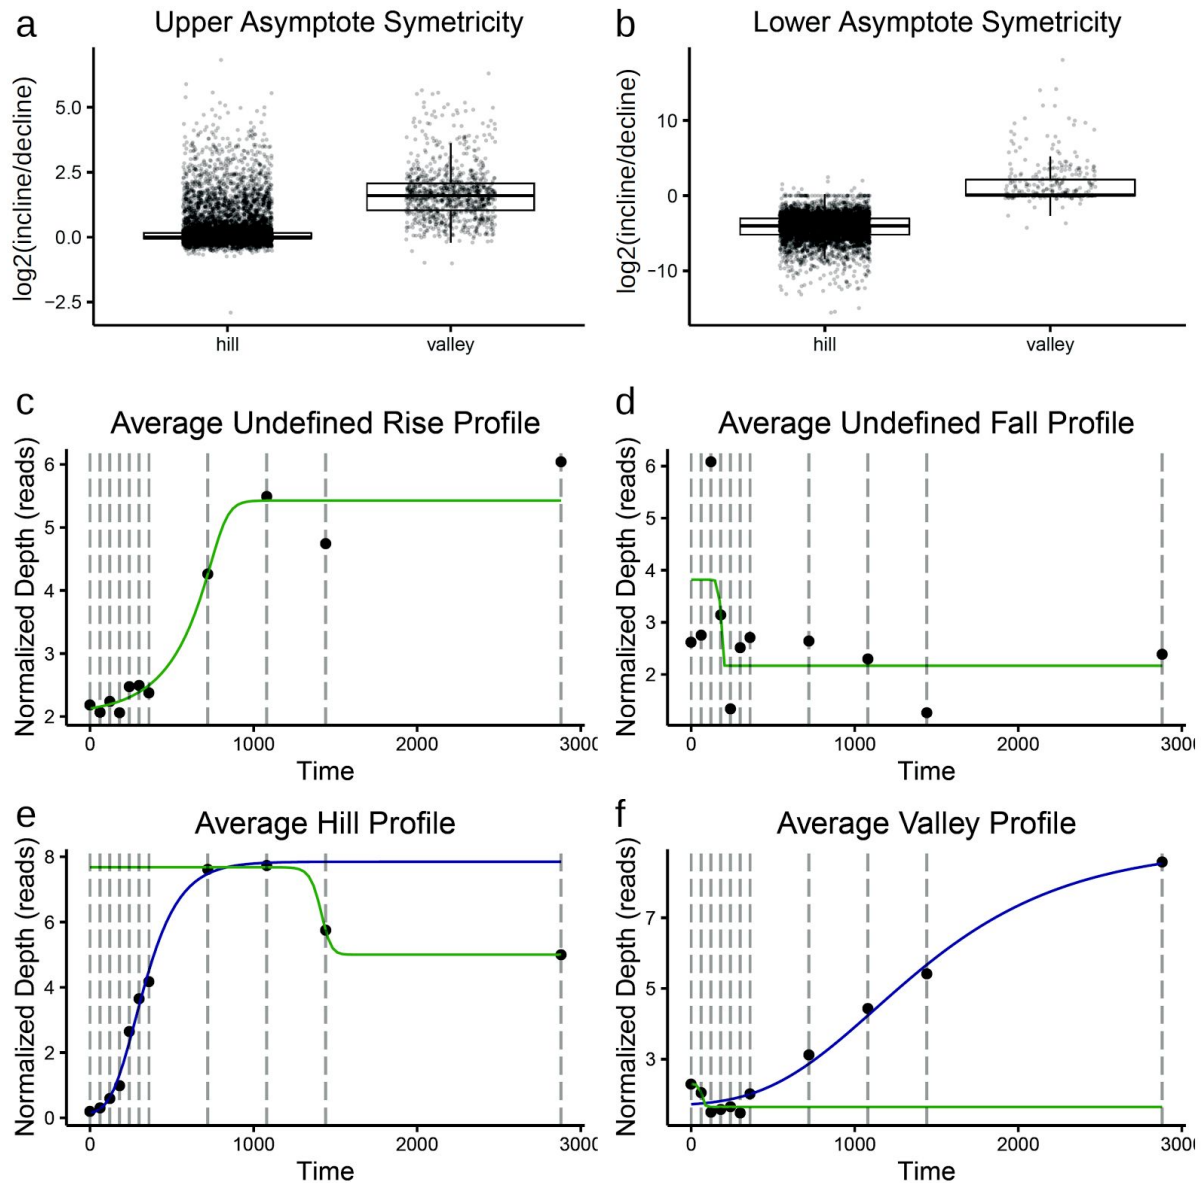 a
Upper Asymptote Symetricity
log2(incline/decline)
5.0
2.5
0.0
−2.5
hill
valley
b
Lower Asymptote Symetricity
log2(incline/decline)
10
0
−10
hill
valley
c
Average Undefined Rise Profile
Normalized Depth (reads)
6
5
4
3
2
0
1000
2000
3000
Time
d
Average Undefined Fall Profile
Normalized Depth (reads)
6
5
4
3
2
0
1000
2000
3000
Time
e
Average Hill Profile
Normalized Depth (reads)
8
6
4
2
0
0
1000
2000
3000
Time
f
Average Valley Profile
Normalized Depth (reads)
7
5
3
0
1000
2000
3000
Time